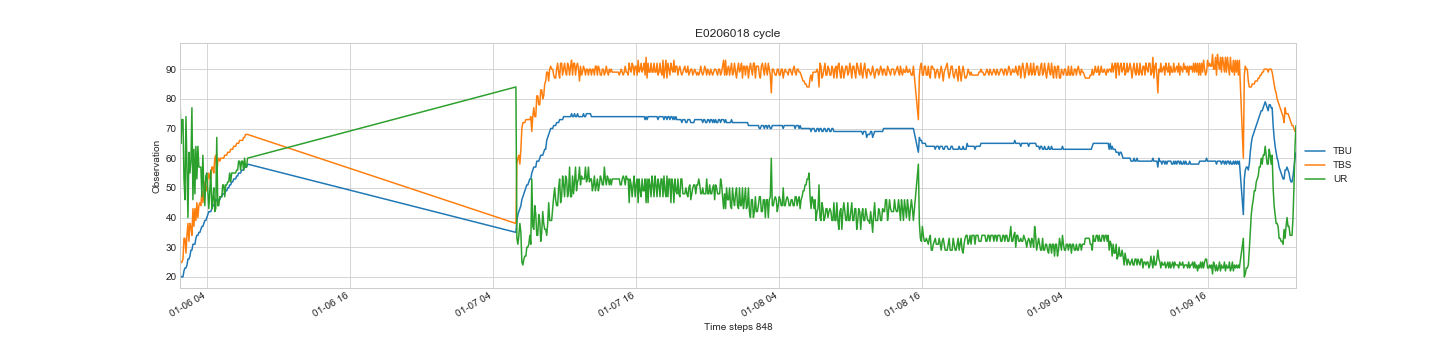 E0206018 cycle
Observation
90
80
70
60
50
40
30
20
01-06 04
01-06 16
01-07 04
01-07 16
01-08 04
01-08 16
01-09 04
01-09 16
Time steps 848
TBU
TBS
UR